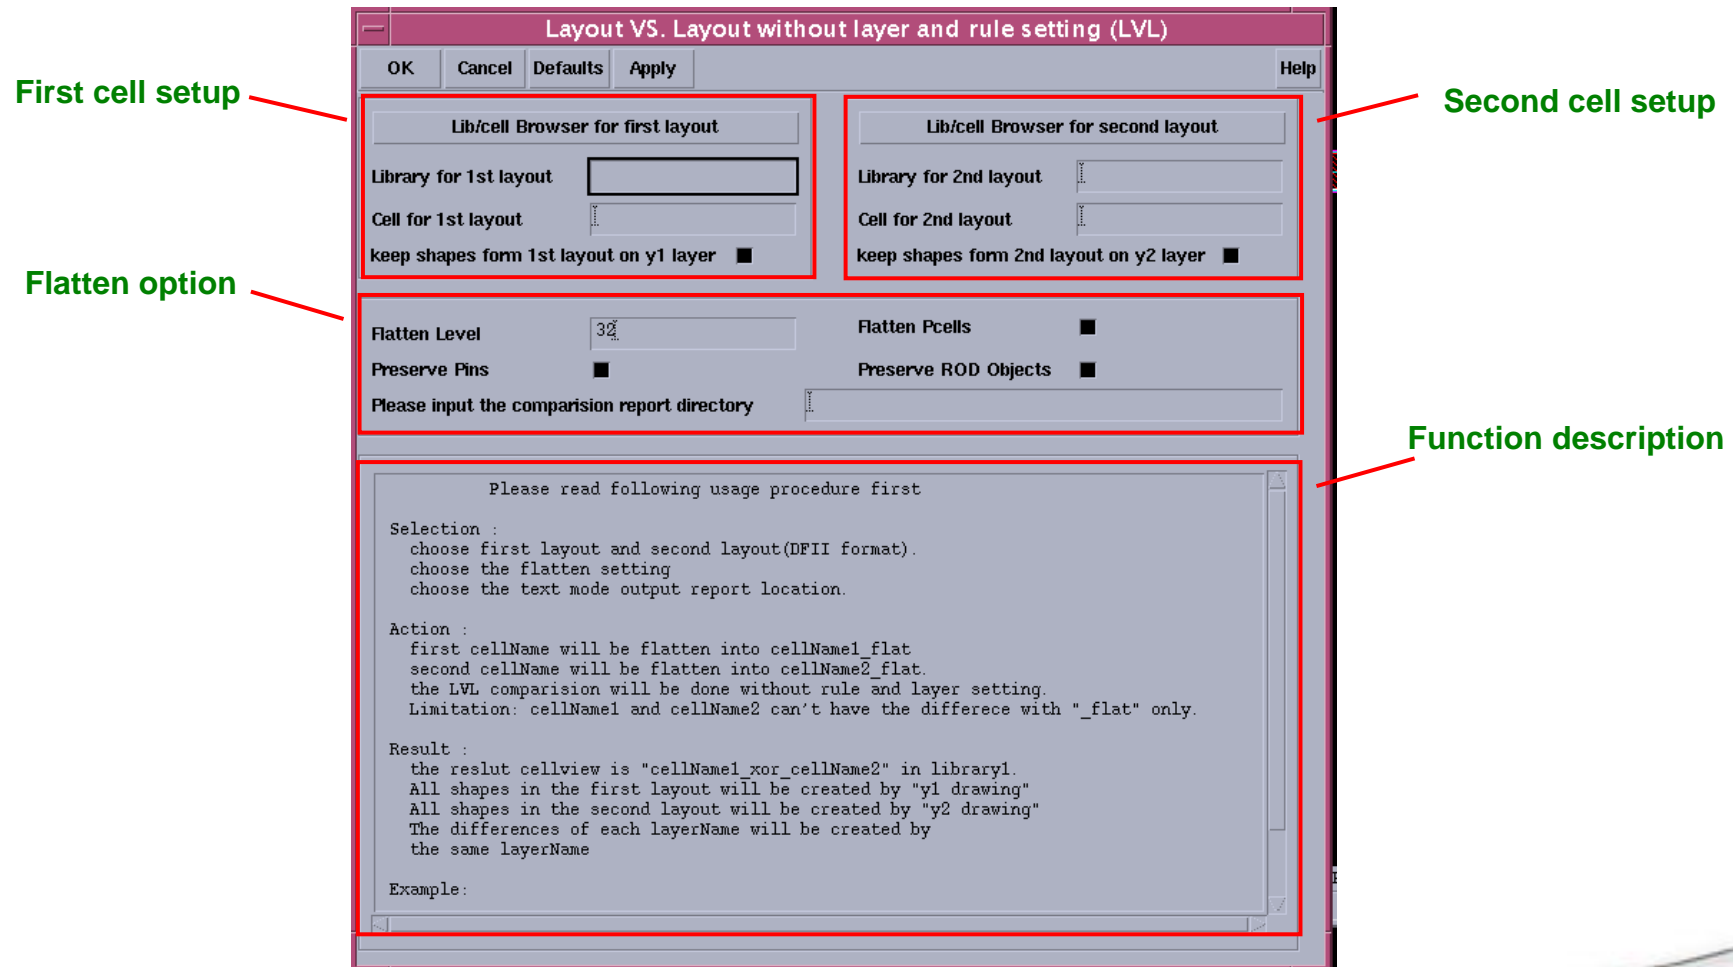 Layout VS. Layout without layer and rule setting (LVL)
OK Cancel Defaults Apply Help
First cell setup
Second cell setup
Lib/cell Browser for first layout
Library for 1st layout
Cell for 1st layout
keep shapes form 1st layout on y1 layer
Lib/cell Browser for second layout
Library for 2nd layout
Cell for 2nd layout
keep shapes form 2nd layout on y2 layer
Flatten option
Flatten Level 32 Flatten Pcells
Preserve Pins Preserve ROD Objects
Please input the comparision report directory
Function description
Please read following usage procedure first
Selection :
choose first layout and second layout(DFII format).
choose the flatten setting
choose the text mode output report location.
Action :
first cellName will be flatten into cellName1_flat
second cellName will be flatten into cellName2_flat.
the LVL comparision will be done without rule and layer setting.
Limitation: cellName1 and cellName2 can't have the differece with "_flat" only.
Result :
the reslut cellview is "cellName1_xor_cellName2" in library1.
All shapes in the first layout will be created by "y1 drawing"
All shapes in the second layout will be created by "y2 drawing"
The differences of each layerName will be created by
the same layerName
Example: